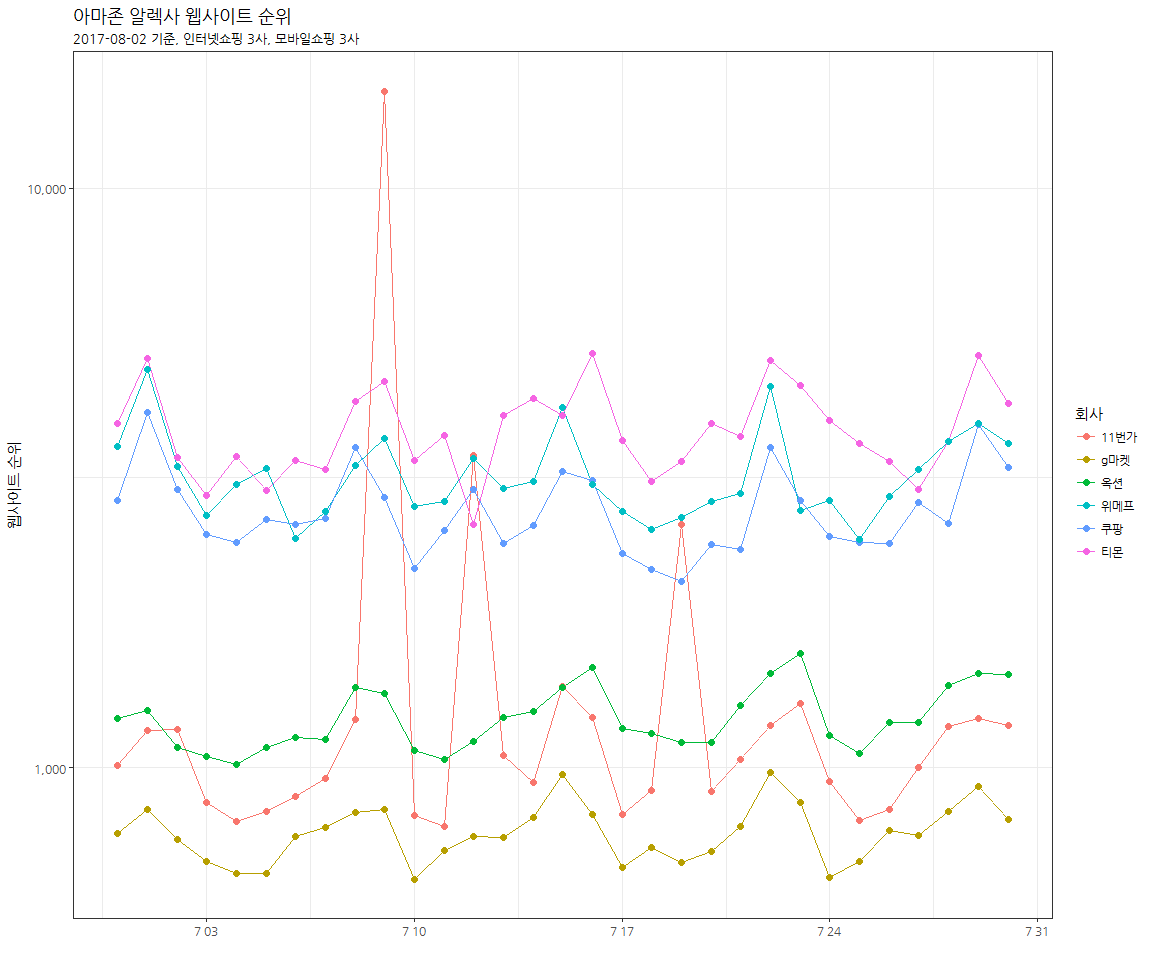 아마존 알렉사 웹사이트 순위
2017-08-02 기준, 인터넷쇼핑 3사, 모바일쇼핑 3사
웹사이트 순위
10,000
1,000
7 03
7 10
7 17
7 24
7 31
회사
11번가
g마켓
옥션
위메프
쿠팡
티몬